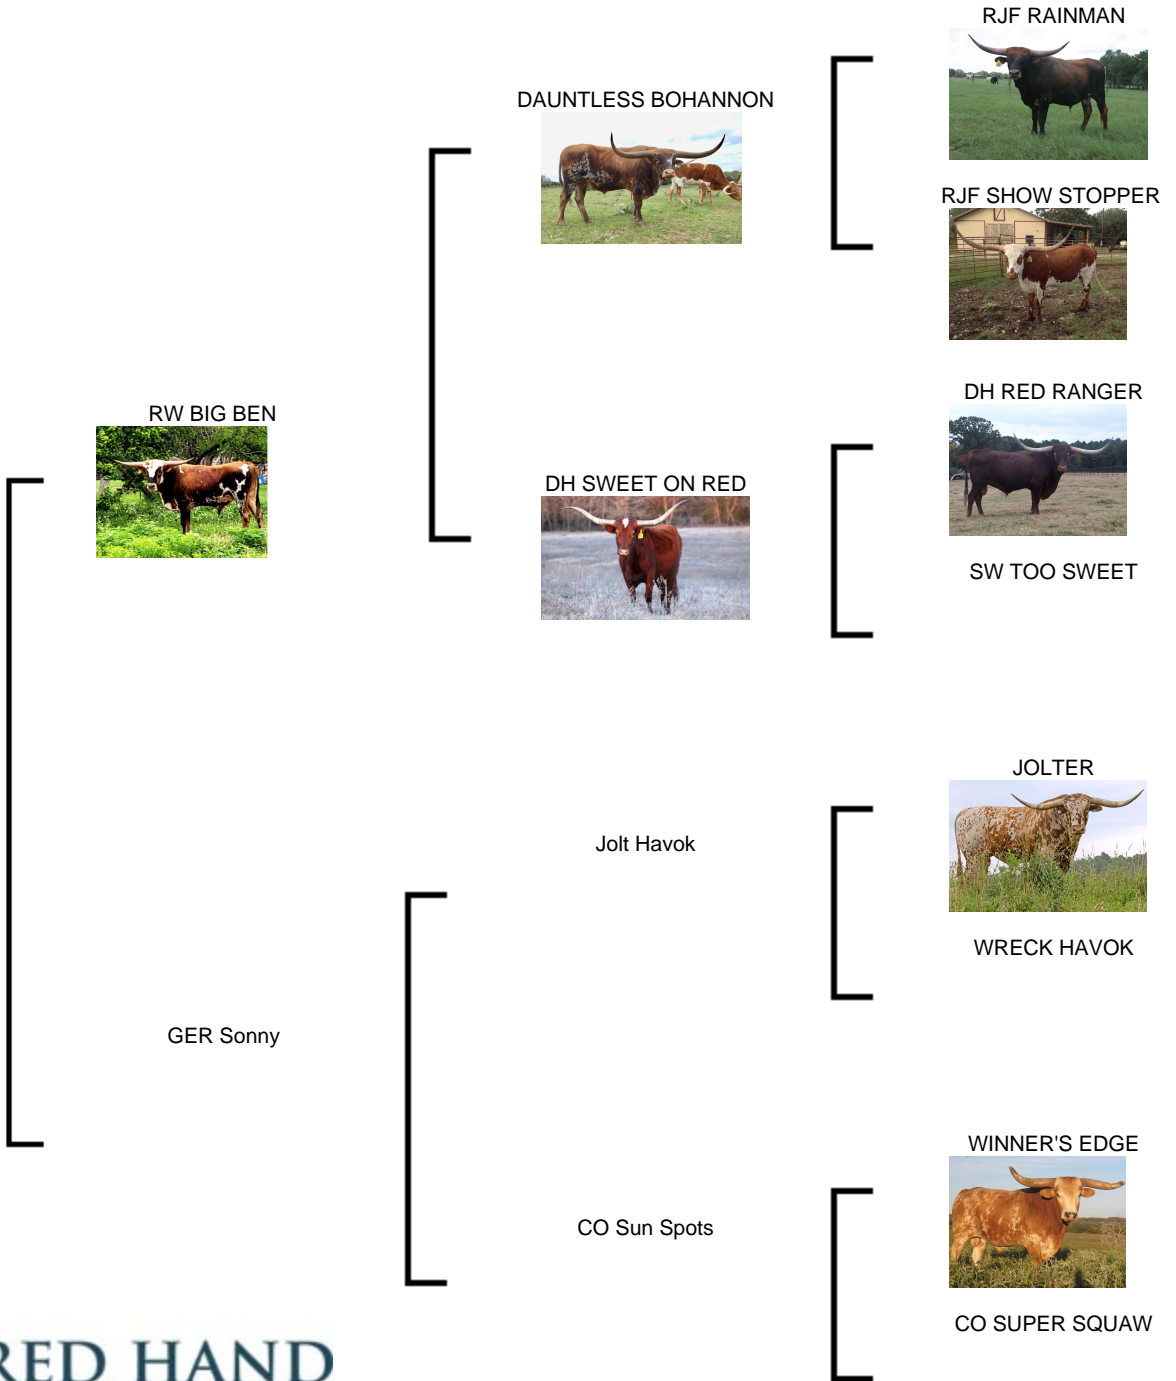 RJF RAINMAN
DAUNTLESS BOHANNON
RJF SHOW STOPPER
DH RED RANGER
RW BIG BEN
DH SWEET ON RED
SW TOO SWEET
JOLTER
Jolt Havok
WRECK HAVOK
GER Sonny
WINNER'S EDGE
CO Sun Spots
CO SUPER SQUAW
RED HAND